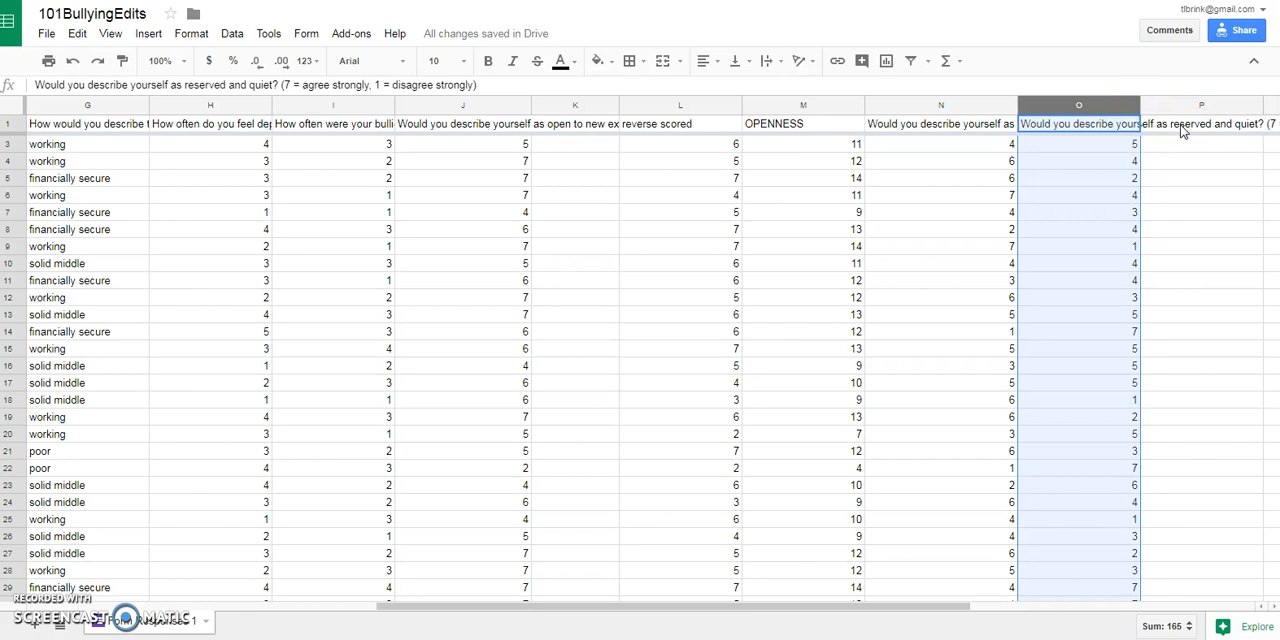 101BullyingEdits
tlbrink@gmail.com
File Edit View Insert Format Data Tools Form Add-ons Help All changes saved in Drive
Comments Share
100% $ % .0 .00 123 Arial 10 B I S A Σ
fx Would you describe yourself as reserved and quiet? (7 = agree strongly, 1 = disagree strongly)
G H I J K L M N O P
1 How would you describe How often do you feel de How often were your bulli Would you describe yourself as open to new ex reverse scored OPENNESS Would you describe yourself as Would you describe yourself as reserved and quiet? (7
3 working 4 3 5 6 11 4 5
4 working 3 2 7 5 12 6 4
5 financially secure 3 2 7 7 14 6 2
6 working 3 1 7 4 11 7 4
7 financially secure 1 1 4 5 9 4 3
8 financially secure 4 3 6 7 13 2 4
9 working 2 1 7 7 14 7 1
10 solid middle 3 3 5 6 11 4 4
11 financially secure 3 1 6 6 12 3 4
12 working 2 2 7 5 12 6 3
13 solid middle 4 3 7 6 13 5 5
14 financially secure 5 3 6 6 12 1 7
15 working 3 4 6 7 13 5 5
16 solid middle 1 2 4 5 9 3 5
17 solid middle 2 3 6 4 10 5 5
18 solid middle 1 1 6 3 9 6 1
19 working 4 3 7 6 13 6 2
20 working 3 1 5 2 7 3 5
21 poor 3 2 5 7 12 6 3
22 poor 4 3 2 2 4 1 7
23 solid middle 4 2 4 6 10 2 6
24 solid middle 3 2 6 3 9 6 4
25 working 1 3 4 6 10 4 1
26 solid middle 2 1 5 4 9 4 3
27 solid middle 3 2 7 5 12 6 2
28 working 2 3 7 5 12 5 3
29 financially secure 4 4 7 7 14 4 7
RECORDED WITH
SCREENCAST MATIC
Form Responses 1
Sum: 165 Explore